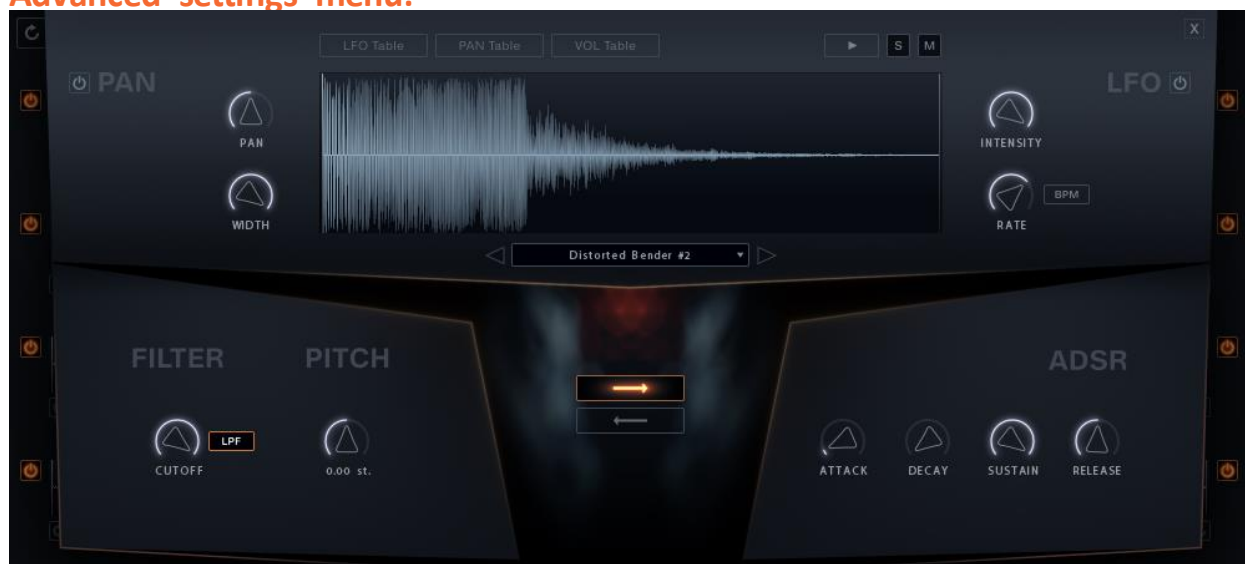 Advanced settings menu:
X
LFO Table PAN Table VOL Table S M
PAN LFO
PAN INTENSITY
BPM
WIDTH RATE
Distorted Bender #2
FILTER PITCH ADSR
LPF
CUTOFF 0.00 st. ATTACK DECAY SUSTAIN RELEASE